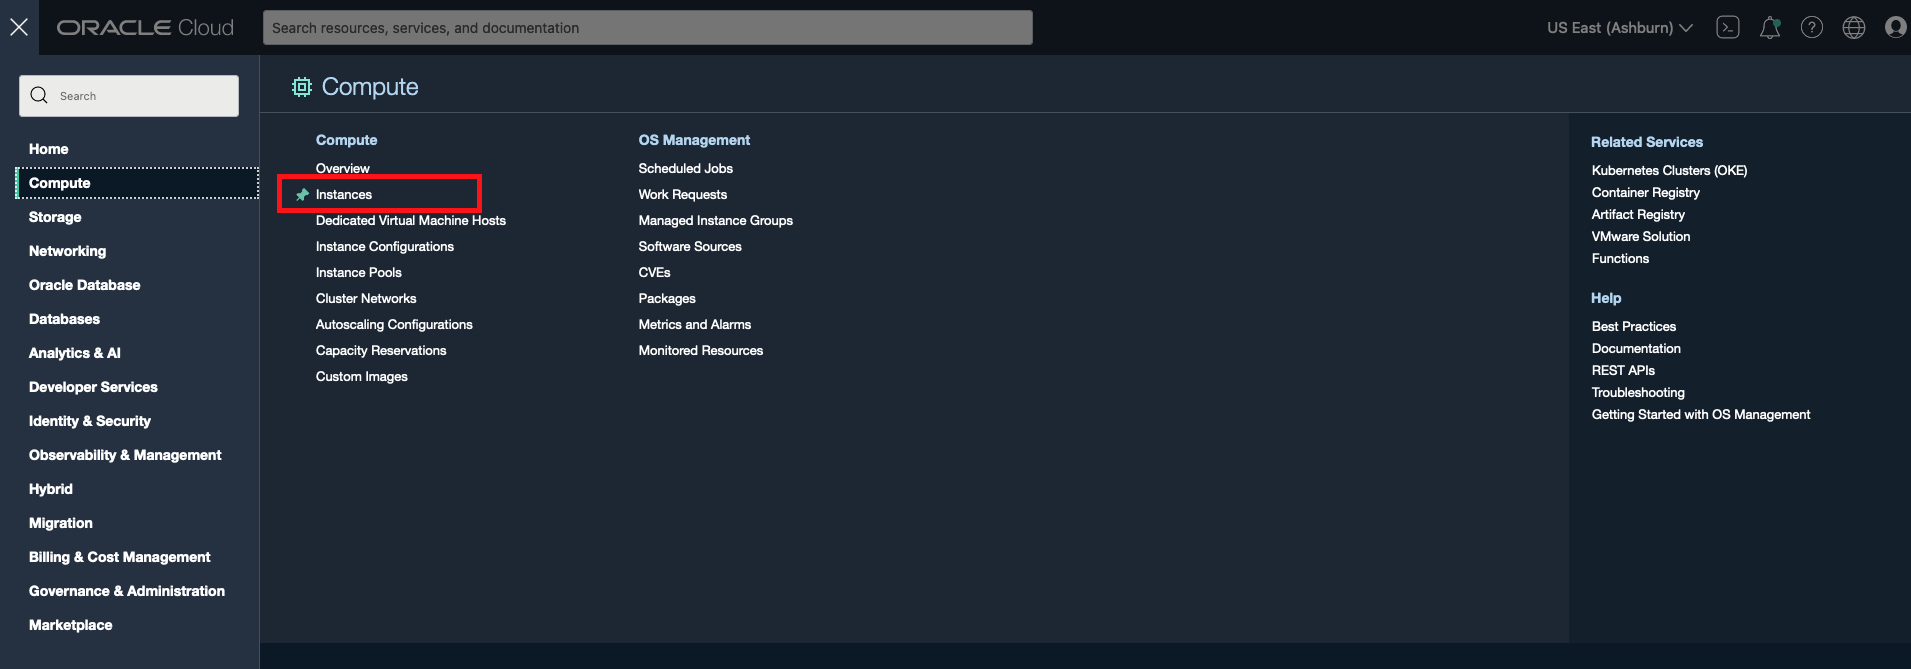 ORACLE Cloud
Search resources, services, and documentation
US East (Ashburn)
Search
Home
Compute
Storage
Networking
Oracle Database
Databases
Analytics & AI
Developer Services
Identity & Security
Observability & Management
Hybrid
Migration
Billing & Cost Management
Governance & Administration
Marketplace
Compute
Compute
Overview
Instances
Dedicated Virtual Machine Hosts
Instance Configurations
Instance Pools
Cluster Networks
Autoscaling Configurations
Capacity Reservations
Custom Images
OS Management
Scheduled Jobs
Work Requests
Managed Instance Groups
Software Sources
CVEs
Packages
Metrics and Alarms
Monitored Resources
Related Services
Kubernetes Clusters (OKE)
Container Registry
Artifact Registry
VMware Solution
Functions
Help
Best Practices
Documentation
REST APIs
Troubleshooting
Getting Started with OS Management